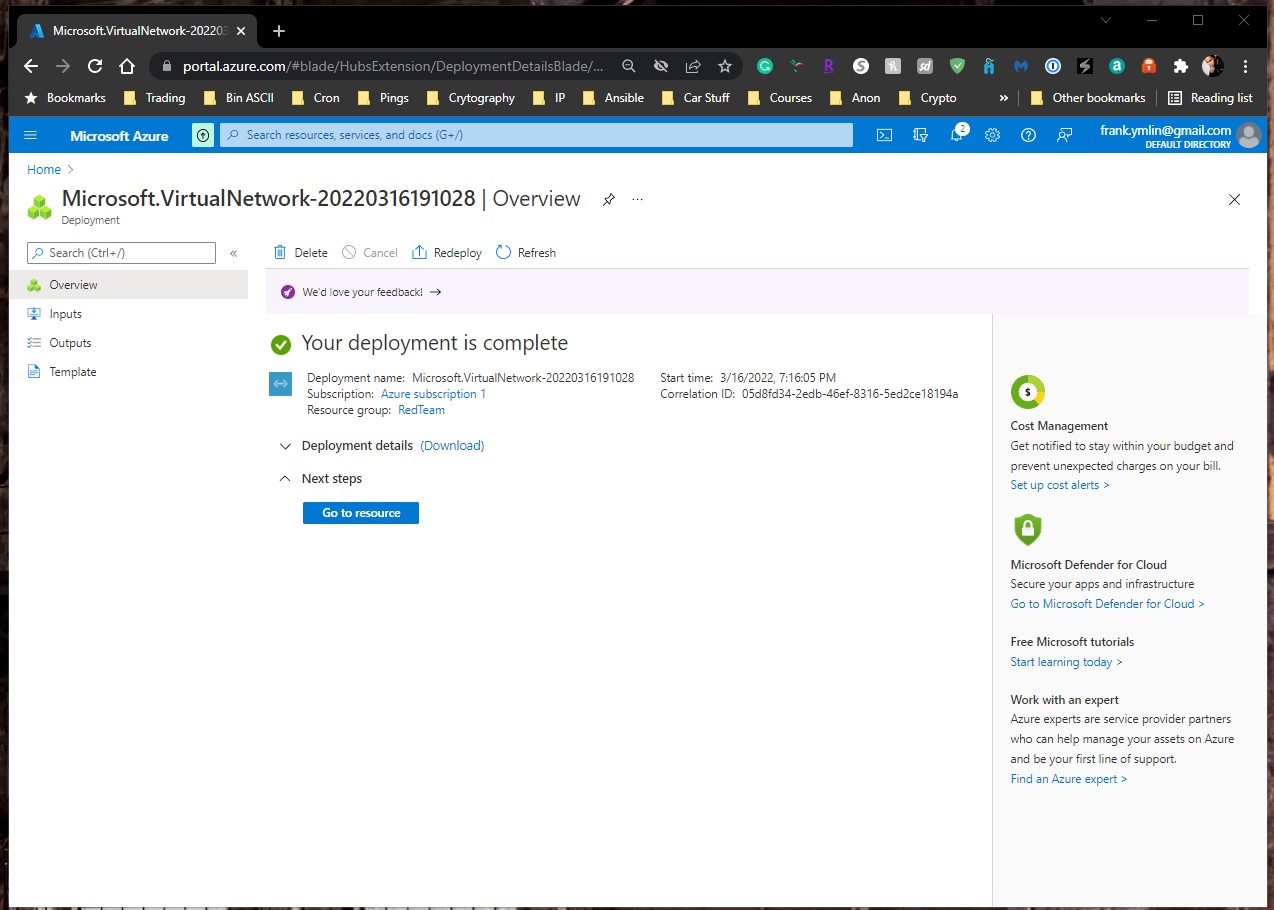 Microsoft.VirtualNetwork-20220
portal.azure.com/#blade/HubsExtension/DeploymentDetailsBlade/...
Bookmarks Trading Bin ASCII Cron Pings Crytography IP Ansible Car Stuff Courses Anon Crypto » Other bookmarks Reading list
Microsoft Azure Search resources, services, and docs (G+/) 2 frank.ymlin@gmail.com
DEFAULT DIRECTORY
Home >
Microsoft.VirtualNetwork-20220316191028 | Overview ...
Deployment
Search (Ctrl+/) «
Delete Cancel Redeploy Refresh
Overview
Inputs
Outputs
Template
We'd love your feedback! →
Your deployment is complete
Deployment name: Microsoft.VirtualNetwork-20220316191028
Subscription: Azure subscription 1
Resource group: RedTeam
Start time: 3/16/2022, 7:16:05 PM
Correlation ID: 05d8fd34-2edb-46ef-8316-5ed2ce18194a
Deployment details (Download)
Next steps
Go to resource
Cost Management
Get notified to stay within your budget and
prevent unexpected charges on your bill.
Set up cost alerts >
Microsoft Defender for Cloud
Secure your apps and infrastructure
Go to Microsoft Defender for Cloud >
Free Microsoft tutorials
Start learning today >
Work with an expert
Azure experts are service provider partners
who can help manage your assets on Azure
and be your first line of support.
Find an Azure expert >